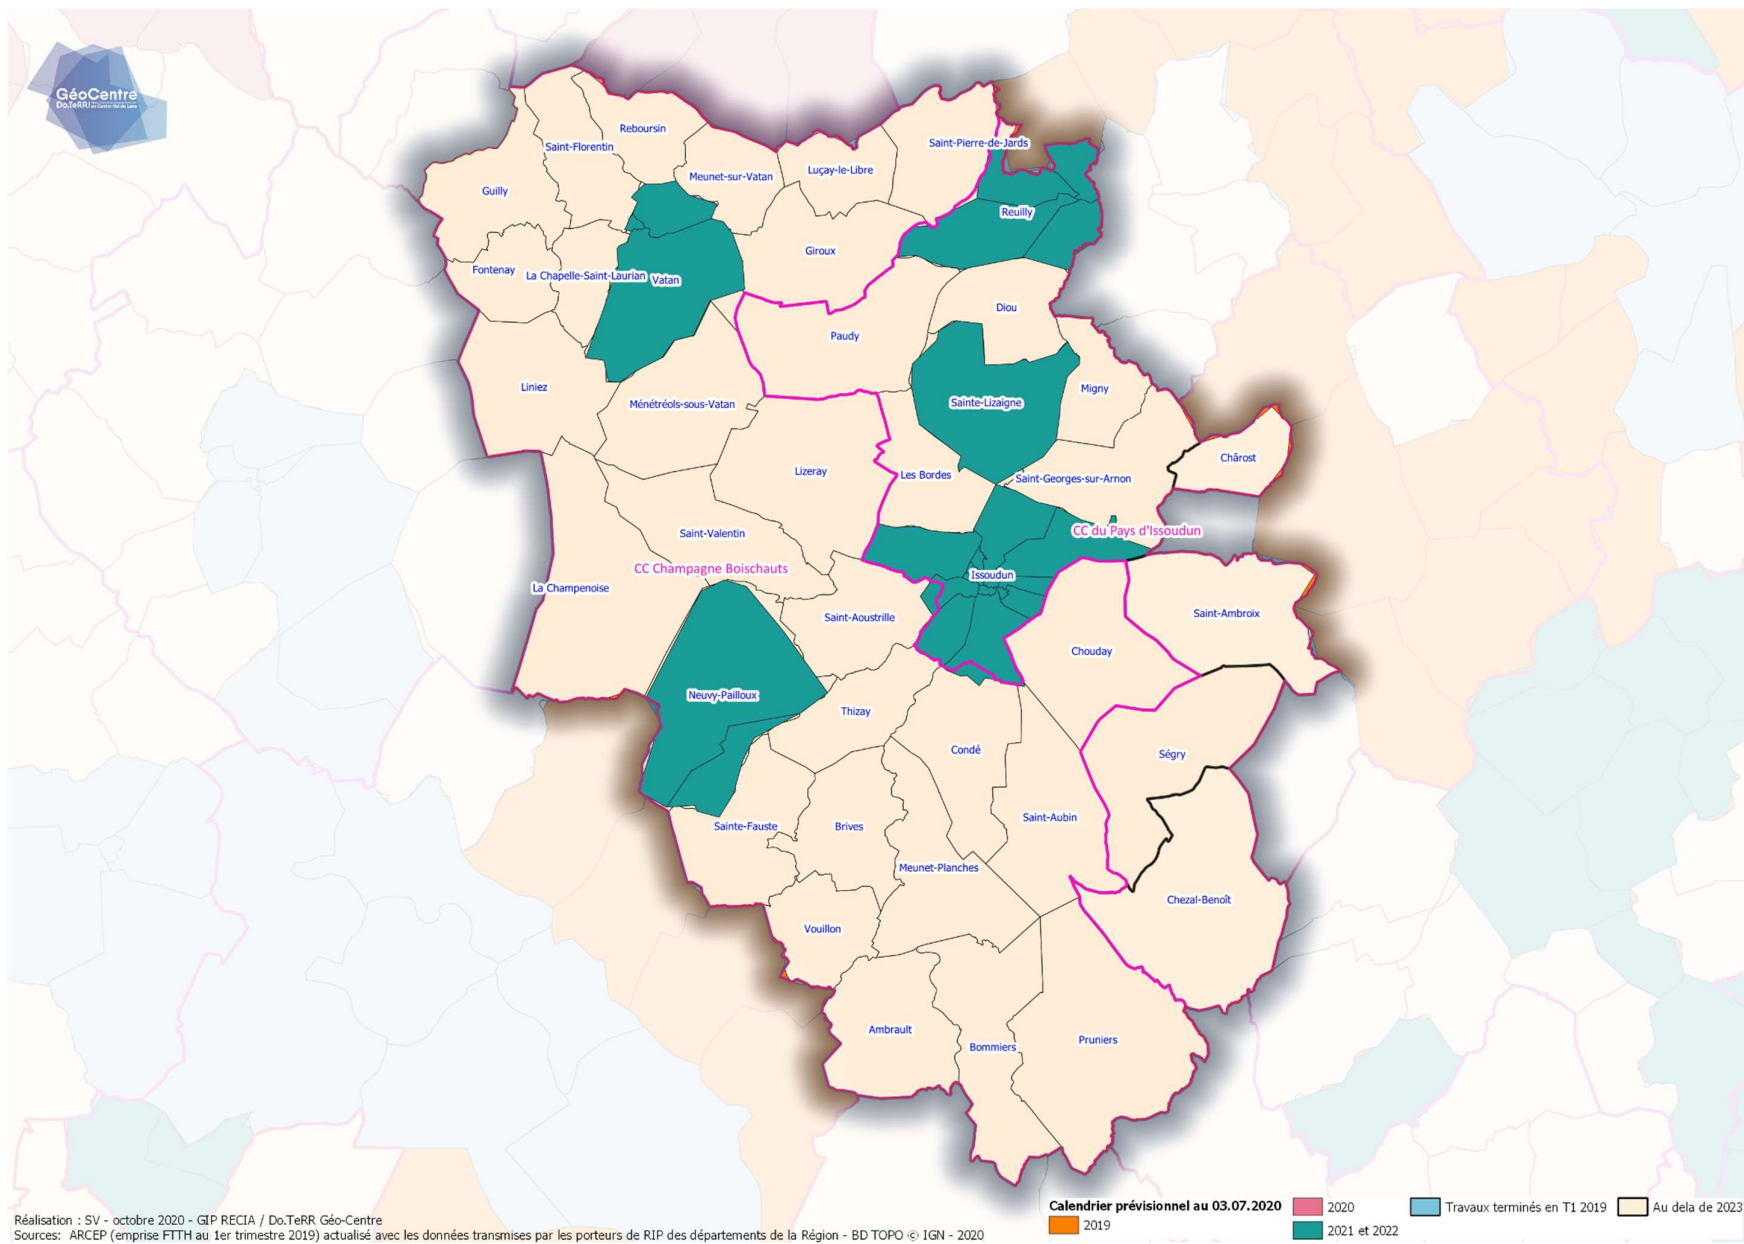 GéoCentre
Do.TeRR
Reboursin
Saint-Pierre-de-Jards
Saint-Florentin
Luçay-le-Libre
Meunet-sur-Vatan
Guilly
Reuilly
Giroux
Fontenay
La Chapelle-Saint-Laurian
Vatan
Diou
Paudy
Liniez
Migny
Ménétréols-sous-Vatan
Sainte-Lizaigne
Chârost
Lizeray
Les Bordes
Saint-Georges-sur-Arnon
Saint-Valentin
CC du Pays d'Issoudun
CC Champagne Boischauts
Issoudun
La Champenoise
Saint-Aoustrille
Saint-Ambroix
Chouday
Neuvy-Pailloux
Thizay
Condé
Ségry
Saint-Aubin
Sainte-Fauste
Brives
Meunet-Planches
Chezal-Benoît
Vouillon
Ambrault
Pruniers
Bommiers
Calendrier prévisionnel au 03.07.2020
2019
2020
2021 et 2022
Travaux terminés en T1 2019
Au dela de 2023
Réalisation : SV - octobre 2020 - GIP RECIA / Do.TeRR Géo-Centre
Sources: ARCEP (emprise FTTH au 1er trimestre 2019) actualisé avec les données transmises par les porteurs de RIP des départements de la Région - BD TOPO © IGN - 2020